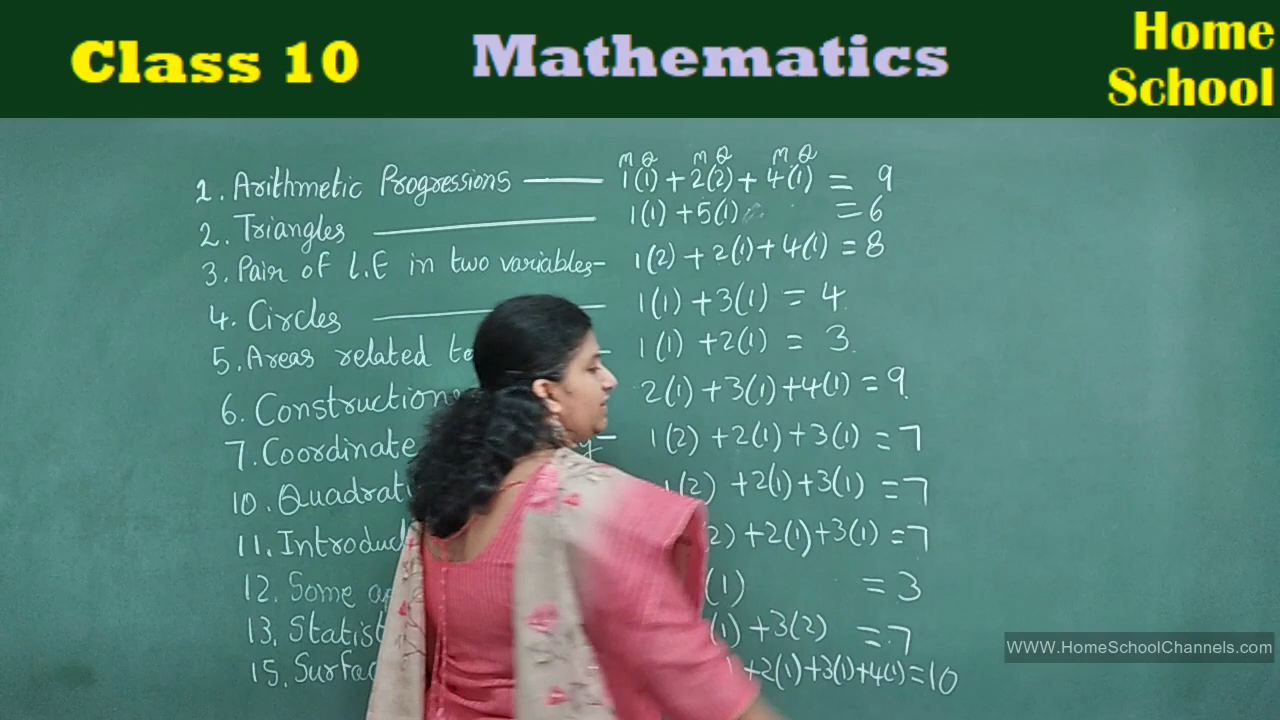 Class 10 Mathematics Home School
M Q M Q M Q
1. Arithmetic Progressions —— 1(1) + 2(2) + 4(1) = 9
2. Triangles —— 1(1) + 5(1) = 6
3. Pair of L.E in two variables – 1(2) + 2(1) + 4(1) = 8
4. Circles —— 1(1) + 3(1) = 4
5. Areas related – 1(1) + 2(1) = 3
6. Construction 2(1) + 3(1) + 4(1) = 9
7. Coordinate – 1(2) + 2(1) + 3(1) = 7
10. (2) + 2(1) + 3(1) = 7
11. 2) + 2(1) + 3(1) = 7
12. Some (1) = 3
13. (1) + 3(2) = 7
15. + 2(1) + 3(1) + 4(1) = 10
WWW.HomeSchoolChannels.com